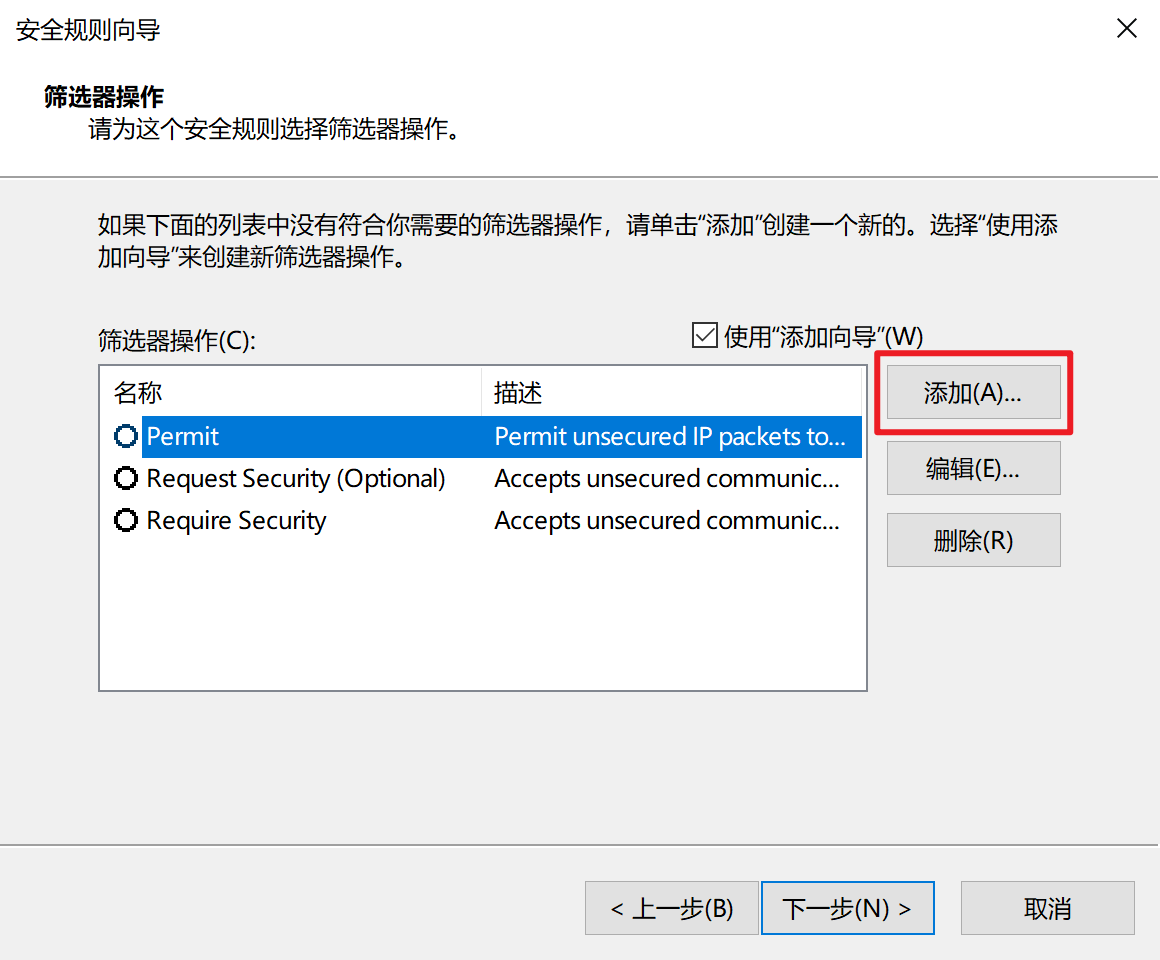 安全规则向导
筛选器操作
请为这个安全规则选择筛选器操作。
如果下面的列表中没有符合你需要的筛选器操作，请单击“添加”创建一个新的。选择“使用添
加向导”来创建新筛选器操作。
筛选器操作(C):
使用“添加向导”(W)
名称 描述
添加(A)...
Permit Permit unsecured IP packets to...
编辑(E)...
Request Security (Optional) Accepts unsecured communic...
Require Security Accepts unsecured communic...
删除(R)
< 上一步(B) 下一步(N) > 取消